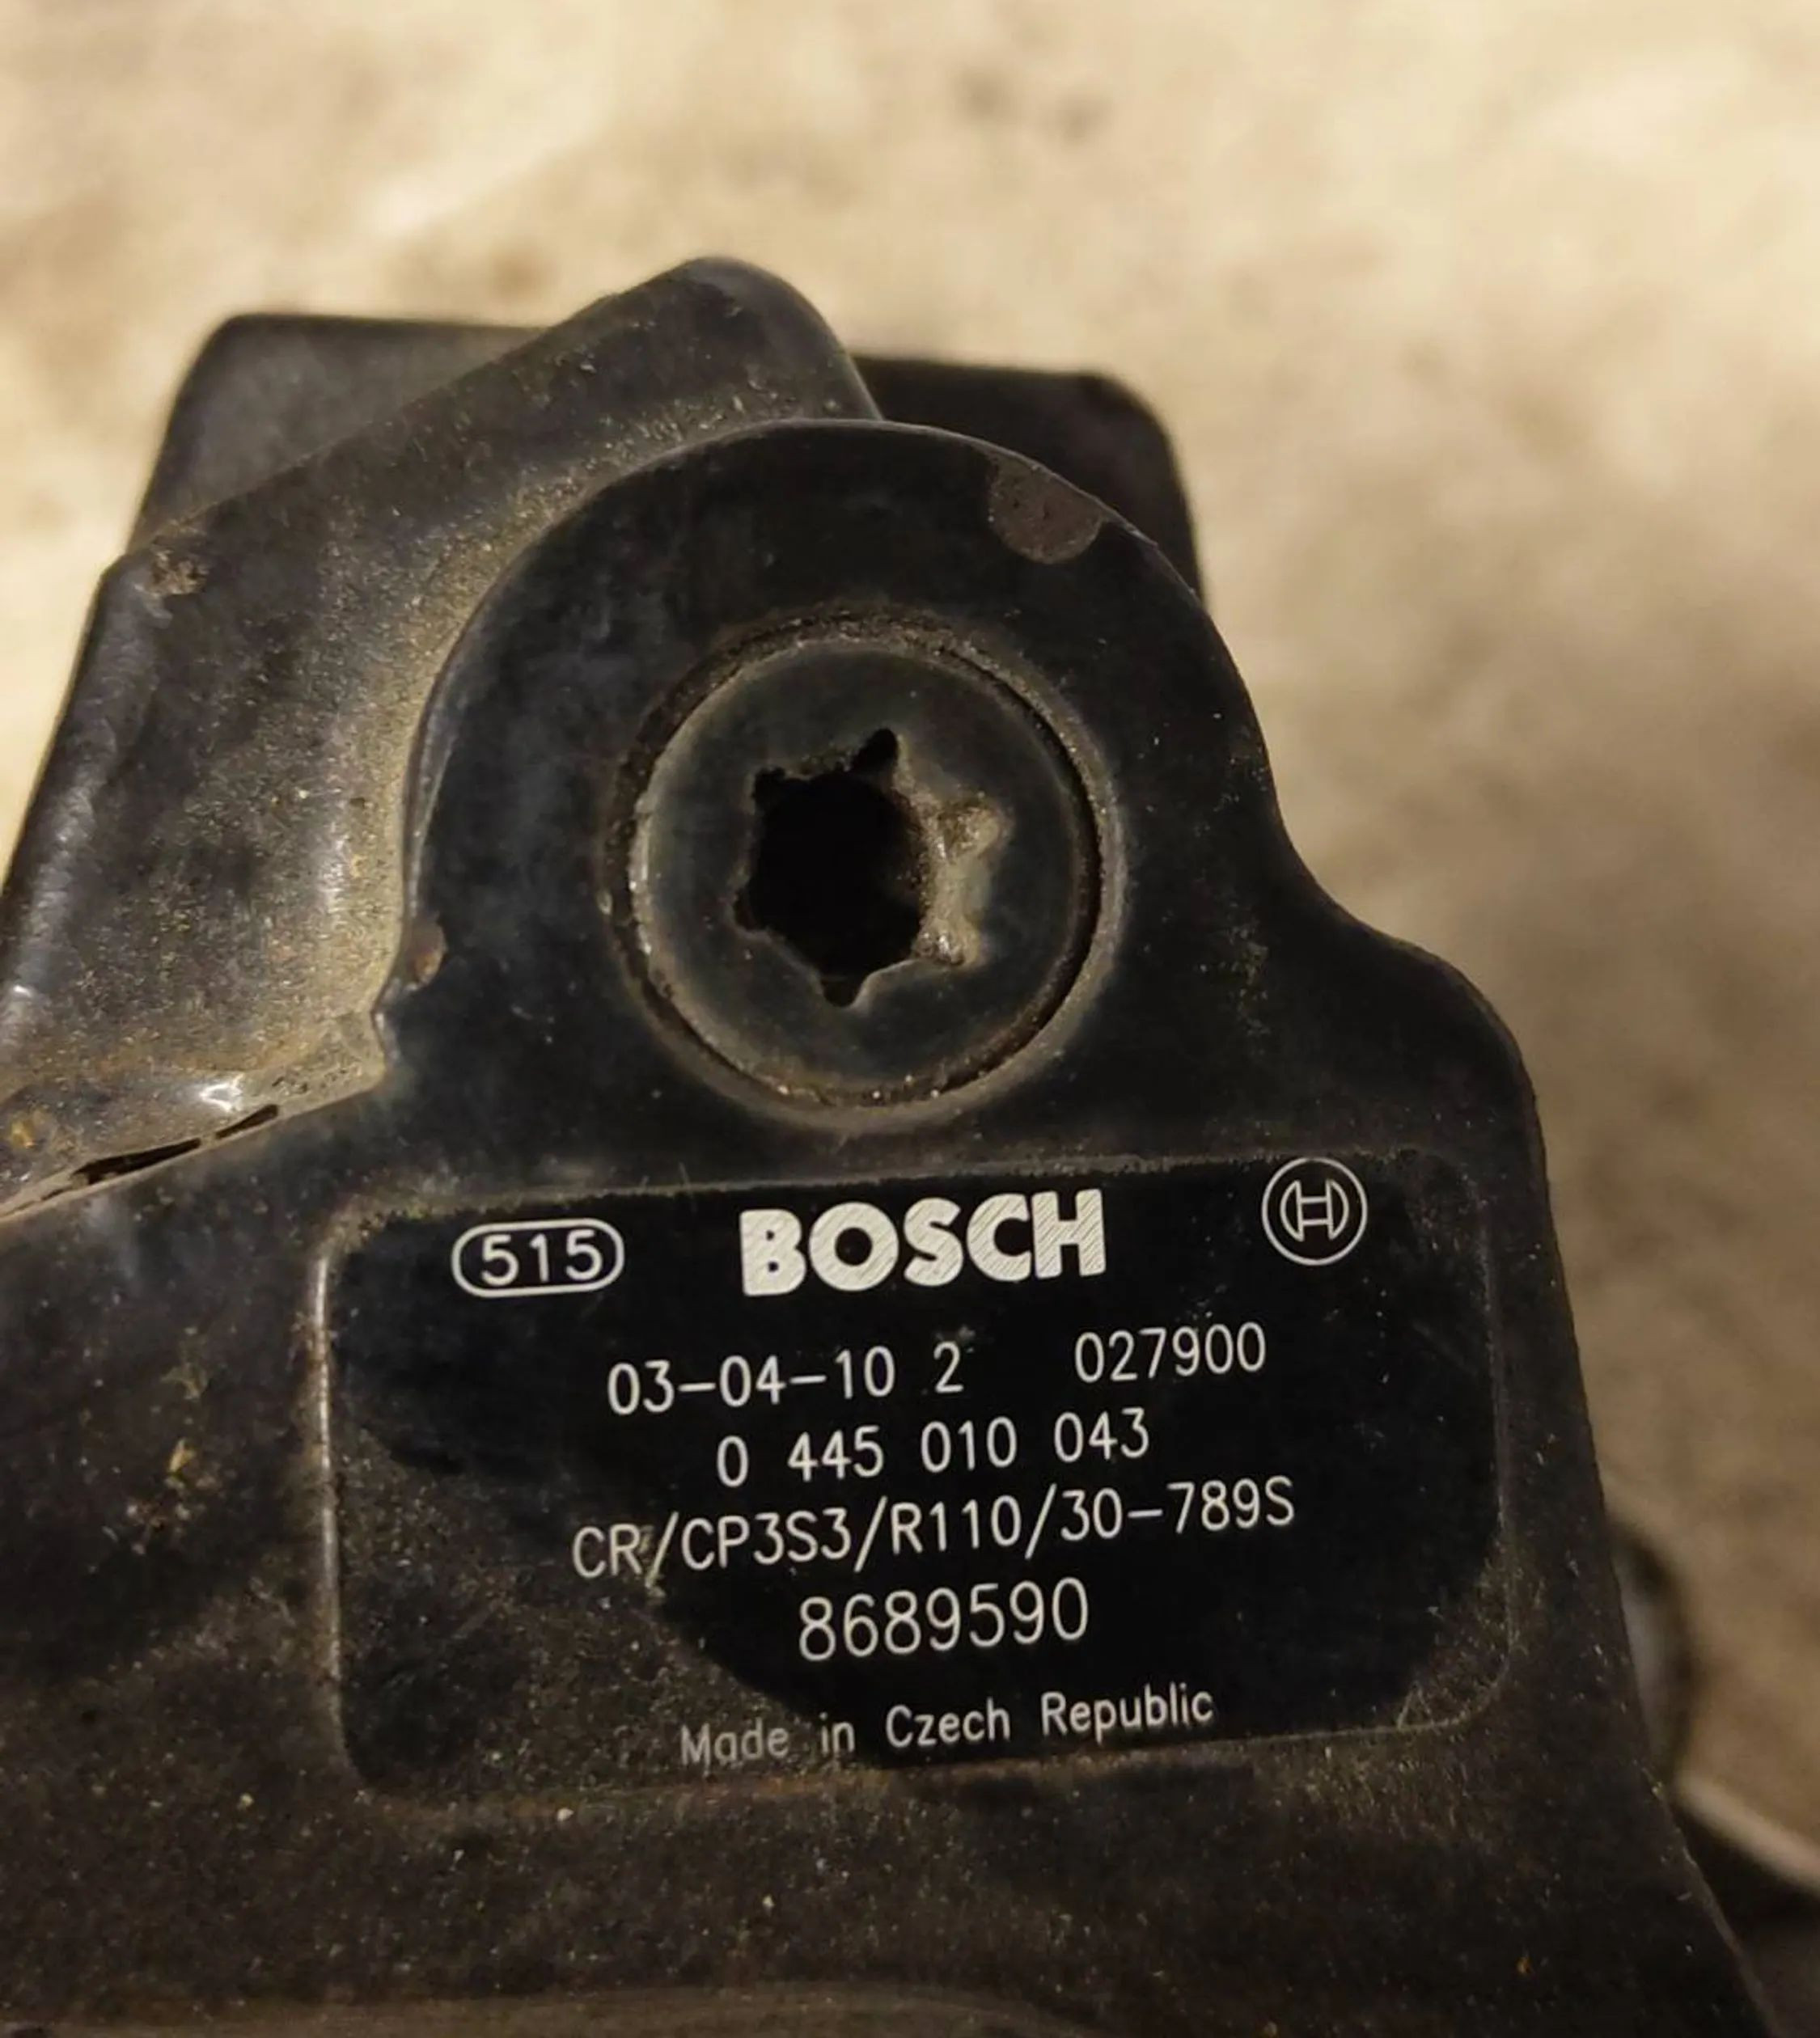 515 BOSCH
03-04-10 2 027900
0 445 010 043
CR/CP3S3/R110/30-789S
8689590
Made in Czech Republic